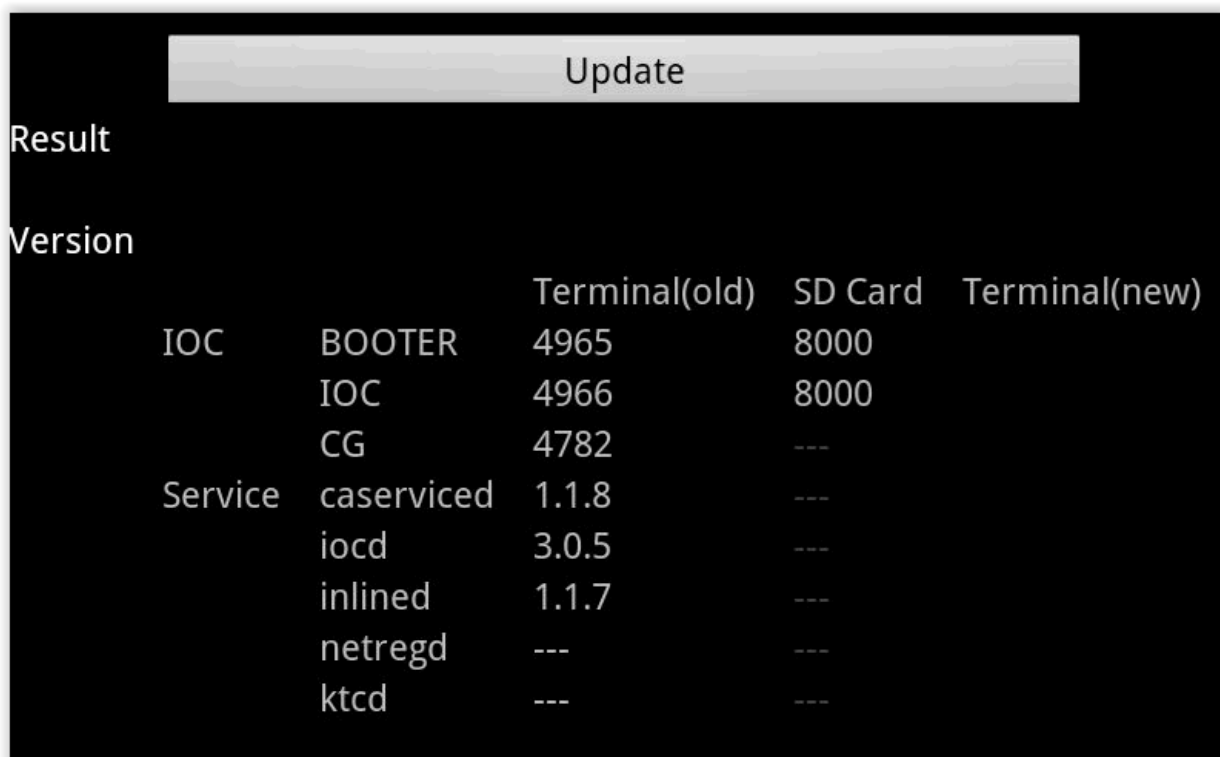 Update
Result
Version
Terminal(old) SD Card Terminal(new)
IOC BOOTER 4965 8000
IOC 4966 8000
CG 4782 ---
Service caserviced 1.1.8 ---
iocd 3.0.5 ---
inlined 1.1.7 ---
netregd --- ---
ktcd --- ---